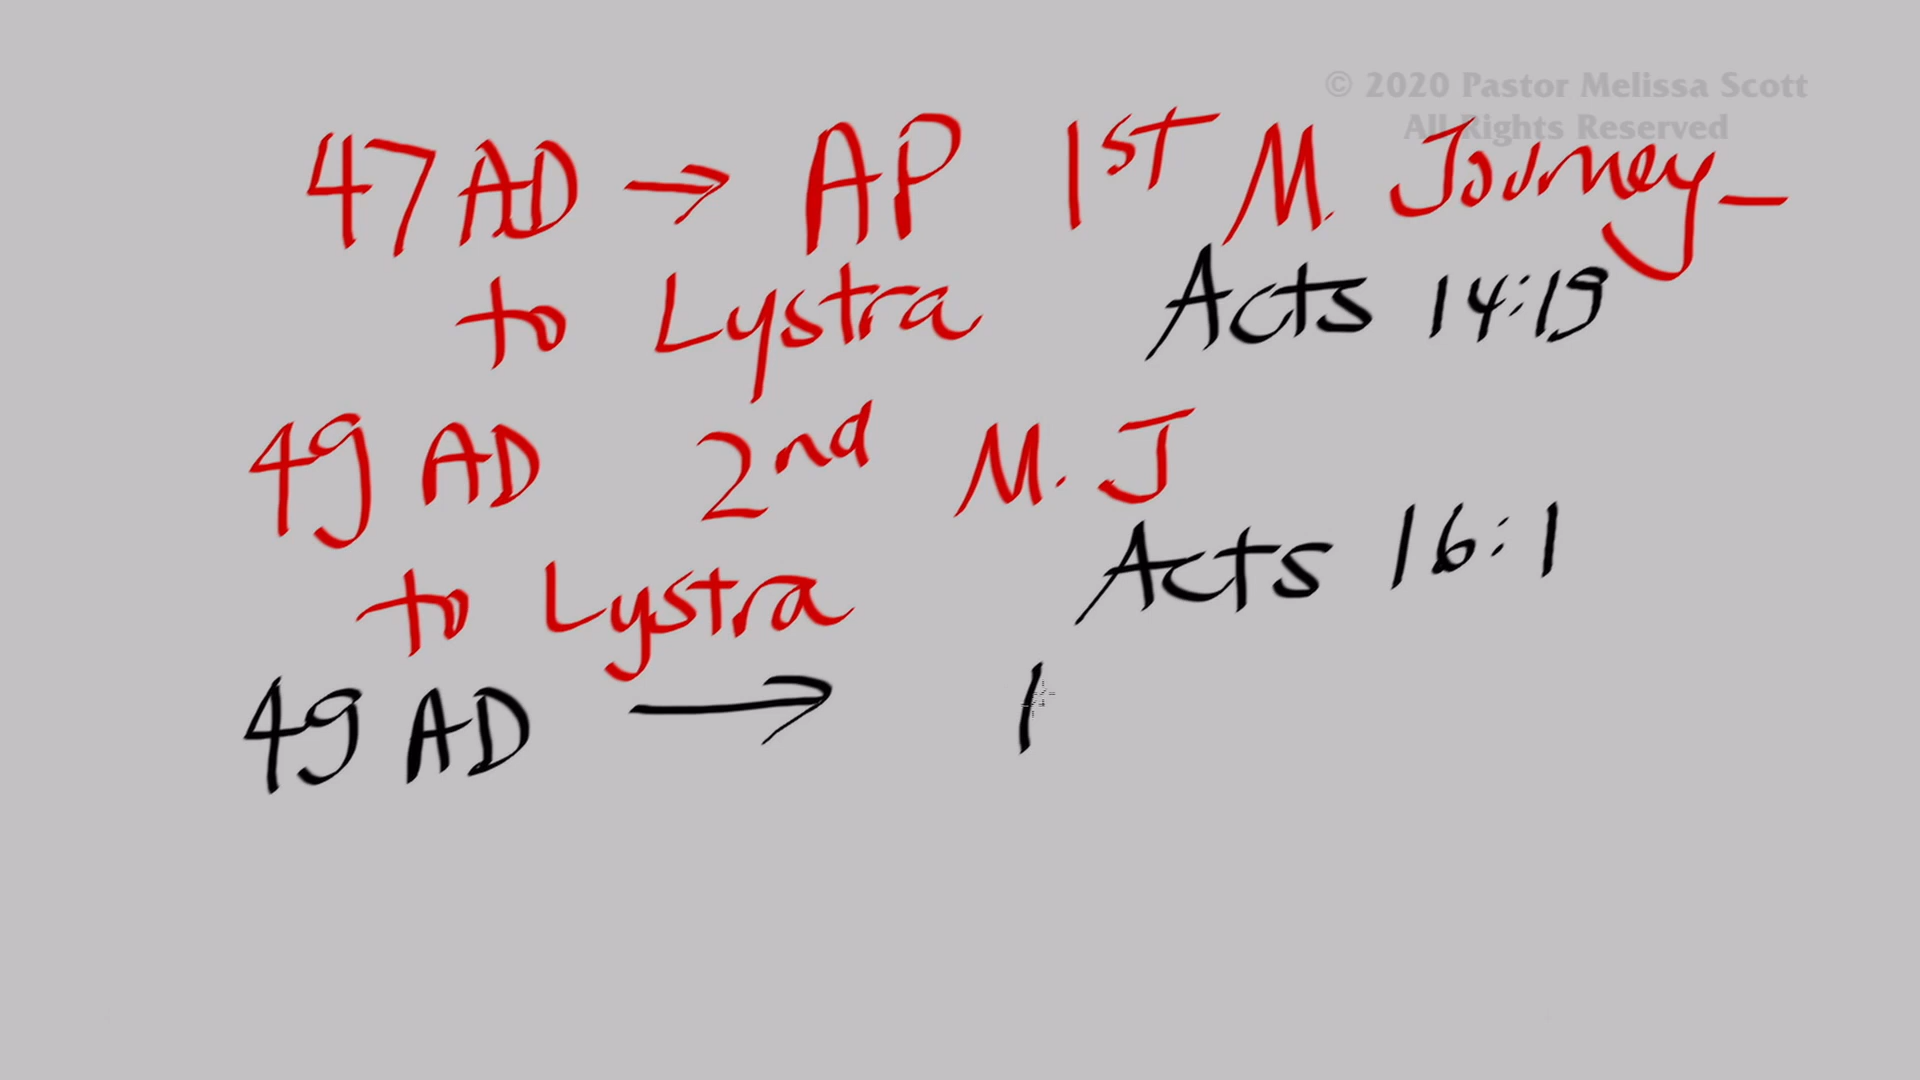 © 2020 Pastor Melissa Scott
All Rights Reserved
47 AD → AP 1st M. Journey –
to Lystra Acts 14:19
49 AD 2nd M. J
to Lystra Acts 16:1
49 AD → 1